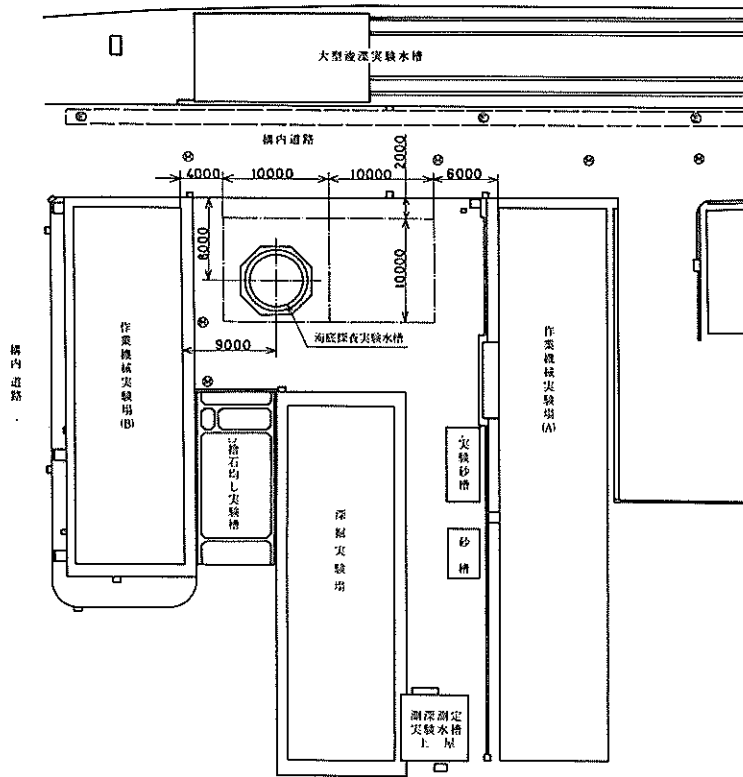 大型浚渫実験水槽
構内道路
4000
10000
10000
2000
6000
8000
10000
9000
海底探査実験水槽
構内道路
作業機械実験場(B)
捨石均し実験槽
深掘実験場
実験砂槽
砂槽
作業機械実験場(A)
測深測定
実験水槽
上屋